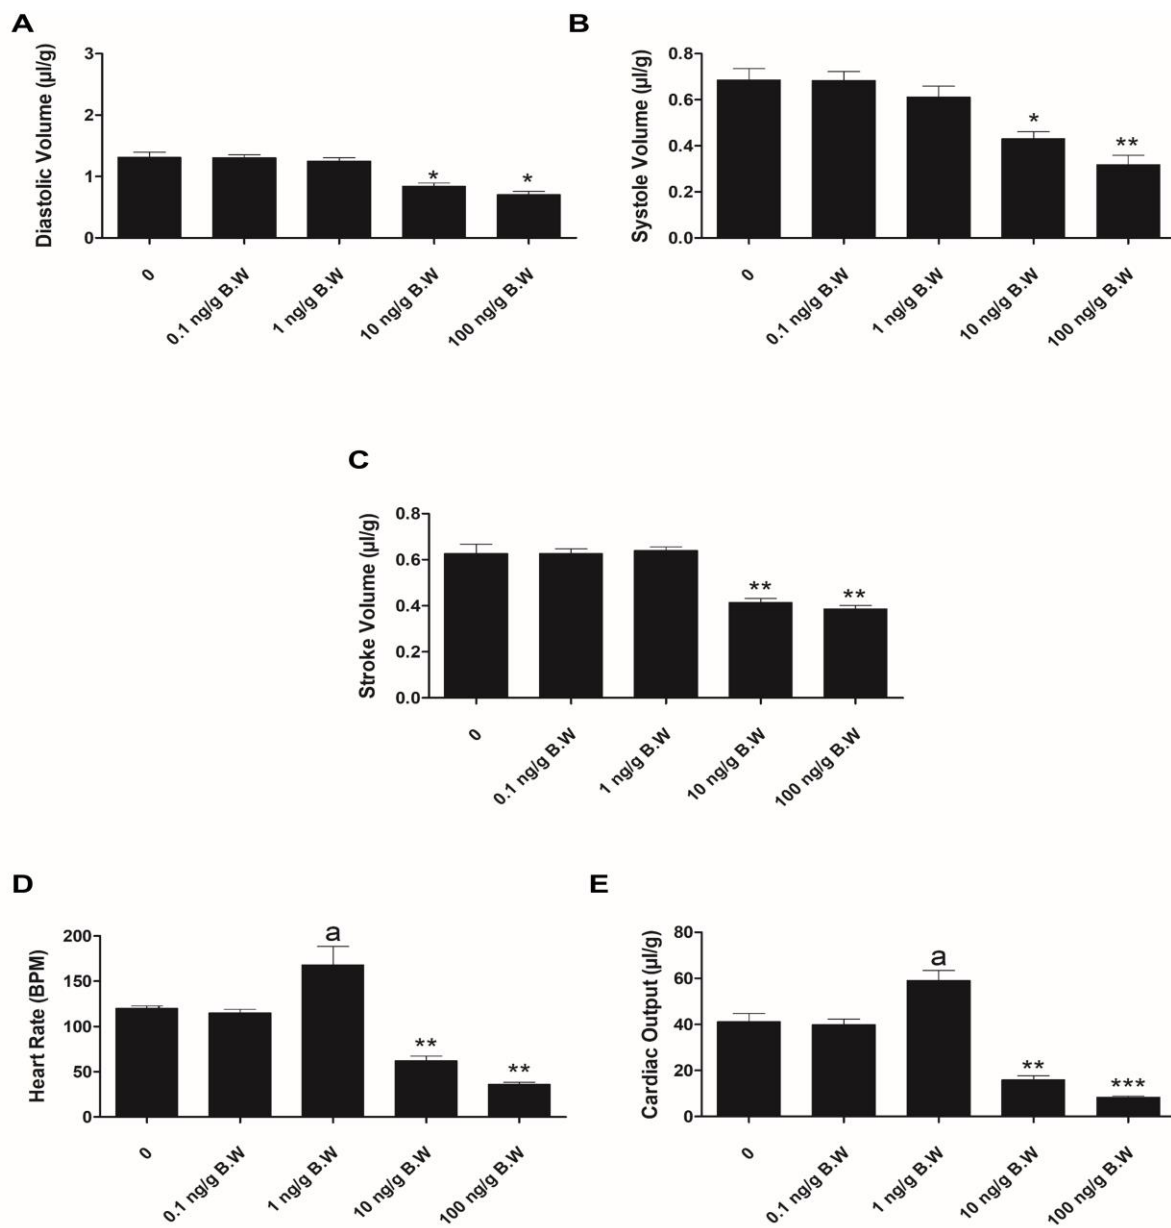 A
Diastolic Volume (µl/g)
3
2
1
0
*
*
0
0.1 ng/g B.W
1 ng/g B.W
10 ng/g B.W
100 ng/g B.W
B
Systole Volume (µl/g)
0.8
0.6
0.4
0.2
0.0
*
**
0
0.1 ng/g B.W
1 ng/g B.W
10 ng/g B.W
100 ng/g B.W
C
Stroke Volume (µl/g)
0.8
0.6
0.4
0.2
0.0
**
**
0
0.1 ng/g B.W
1 ng/g B.W
10 ng/g B.W
100 ng/g B.W
D
Heart Rate (BPM)
200
150
100
50
0
a
**
**
0
0.1 ng/g B.W
1 ng/g B.W
10 ng/g B.W
100 ng/g B.W
E
Cardiac Output (µl/g)
80
60
40
20
0
a
**
***
0
0.1 ng/g B.W
1 ng/g B.W
10 ng/g B.W
100 ng/g B.W